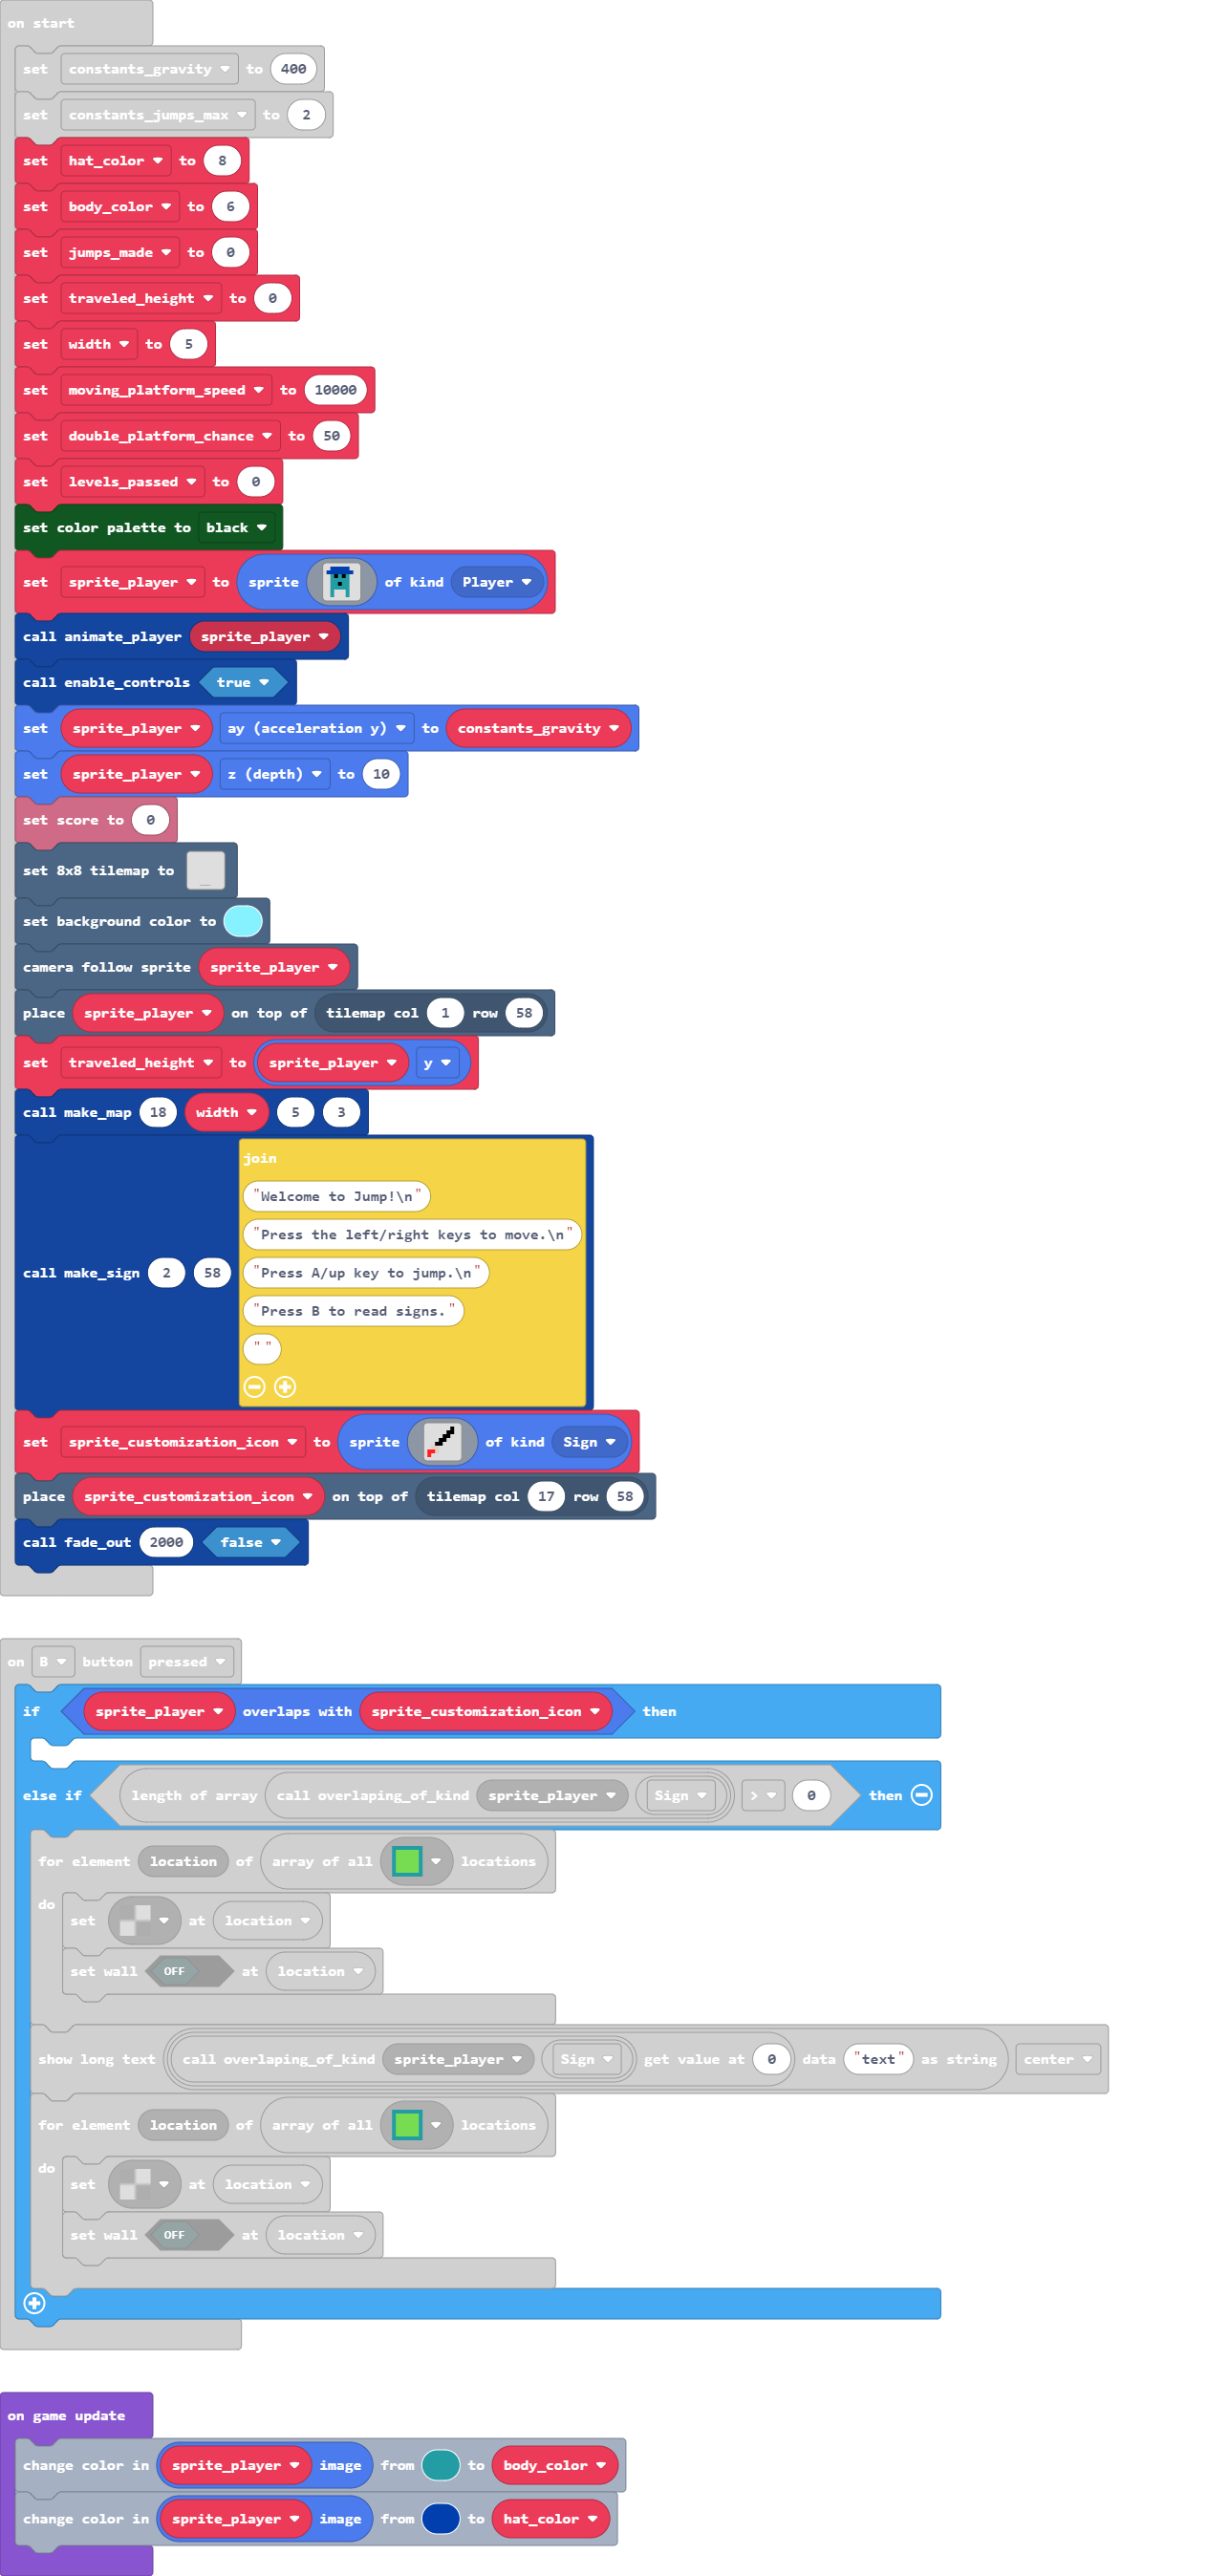 on start
set constants_gravity to 400
set constants_jumps_max to 2
set hat_color to 8
set body_color to 6
set jumps_made to 0
set traveled_height to 0
set width to 5
set moving_platform_speed to 10000
set double_platform_chance to 50
set levels_passed to 0
set color palette to black
set sprite_player to sprite of kind Player
call animate_player sprite_player
call enable_controls true
set sprite_player ay (acceleration y) to constants_gravity
set sprite_player z (depth) to 10
set score to 0
set 8x8 tilemap to
set background color to
camera follow sprite sprite_player
place sprite_player on top of tilemap col 1 row 58
set traveled_height to sprite_player y
call make_map 18 width 5 3
join
"Welcome to Jump!\n"
"Press the left/right keys to move.\n"
call make_sign 2 58 "Press A/up key to jump.\n"
"Press B to read signs."
" "
set sprite_customization_icon to sprite of kind Sign
place sprite_customization_icon on top of tilemap col 17 row 58
call fade_out 2000 false
on B button pressed
if sprite_player overlaps with sprite_customization_icon then
else if length of array call overlaping_of_kind sprite_player Sign > 0 then
for element location of array of all locations
do
set at location
set wall OFF at location
show long text call overlaping_of_kind sprite_player Sign get value at 0 data "text" as string center
for element location of array of all locations
do
set at location
set wall OFF at location
on game update
change color in sprite_player image from to body_color
change color in sprite_player image from to hat_color